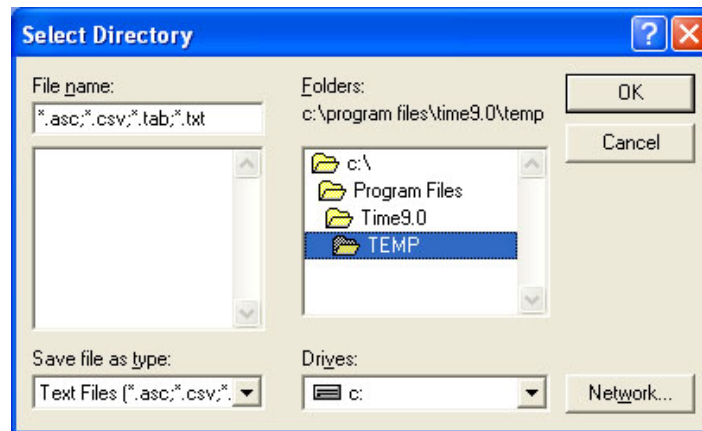 Select Directory
File name:
*.asc;*.csv;*.tab;*.txt
Folders:
c:\program files\time9.0\temp
c:\
Program Files
Time9.0
TEMP
OK
Cancel
Save file as type:
Text Files (*.asc;*.csv;*.
Drives:
c:
Network...